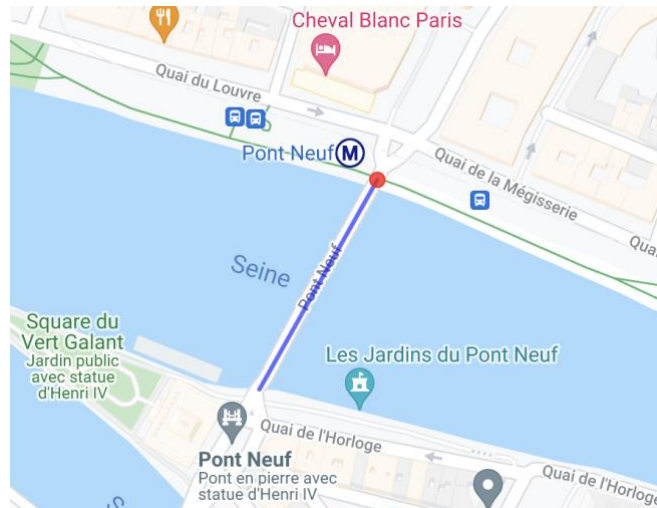 Cheval Blanc Paris
Quai du Louvre
Pont Neuf M
Quai de la Mégisserie
Quai
Seine
Pont Neuf
Square du
Vert Galant
Jardin public
avec statue
d'Henri IV
Les Jardins du Pont Neuf
Quai de l'Horloge
Pont Neuf
Pont en pierre avec
statue d'Henri IV
Quai de l'Horloge